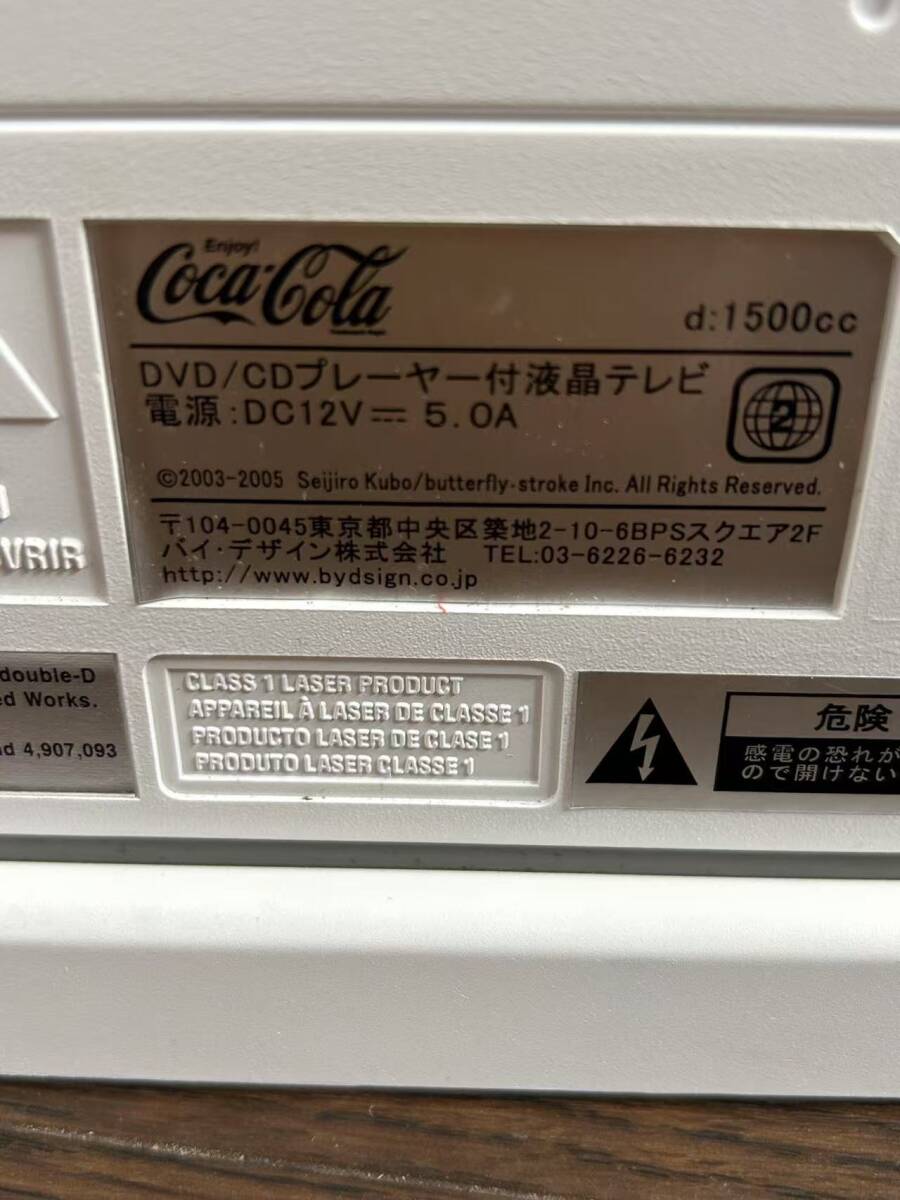 Enjoy!
Coca-Cola
d:1500cc
DVD/CDプレーヤー付液晶テレビ
電源:DC12V⎓ 5.0A
2
©2003-2005 Seijiro Kubo/butterfly・stroke Inc. All Rights Reserved.
〒104-0045東京都中央区築地2-10-6BPSスクエア2F
バイ・デザイン株式会社 TEL:03-6226-6232
http://www.bydsign.co.jp
VRIR
double-D
ed Works.
nd 4,907,093
CLASS 1 LASER PRODUCT
APPAREIL À LASER DE CLASSE 1
PRODUCTO LASER DE CLASE 1
PRODUTO LASER CLASSE 1
危険
感電の恐れが
ので開けない